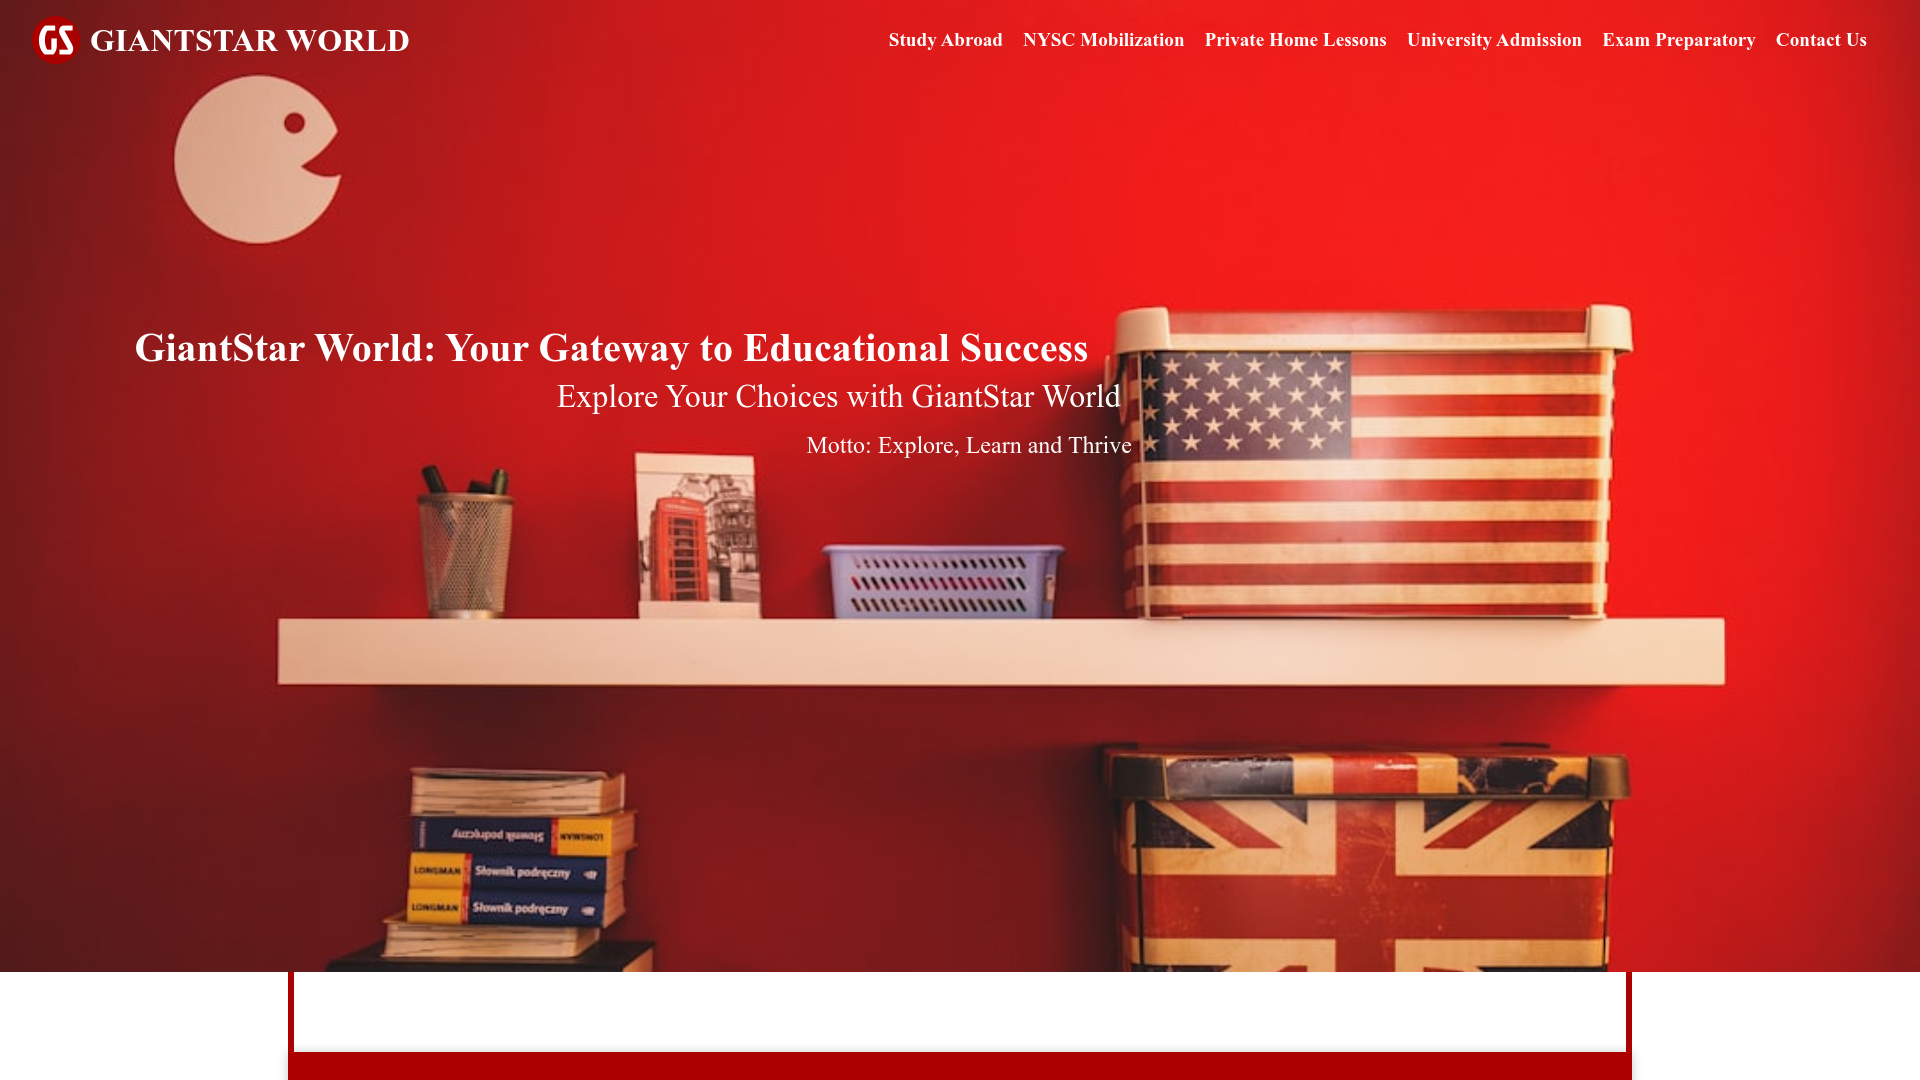 GS GIANTSTAR WORLD
Study Abroad NYSC Mobilization Private Home Lessons University Admission Exam Preparatory Contact Us
GiantStar World: Your Gateway to Educational Success
Explore Your Choices with GiantStar World
Motto: Explore, Learn and Thrive
LONGMAN Słownik podręczny
LONGMAN Słownik podręczny
LONGMAN Słownik podręczny